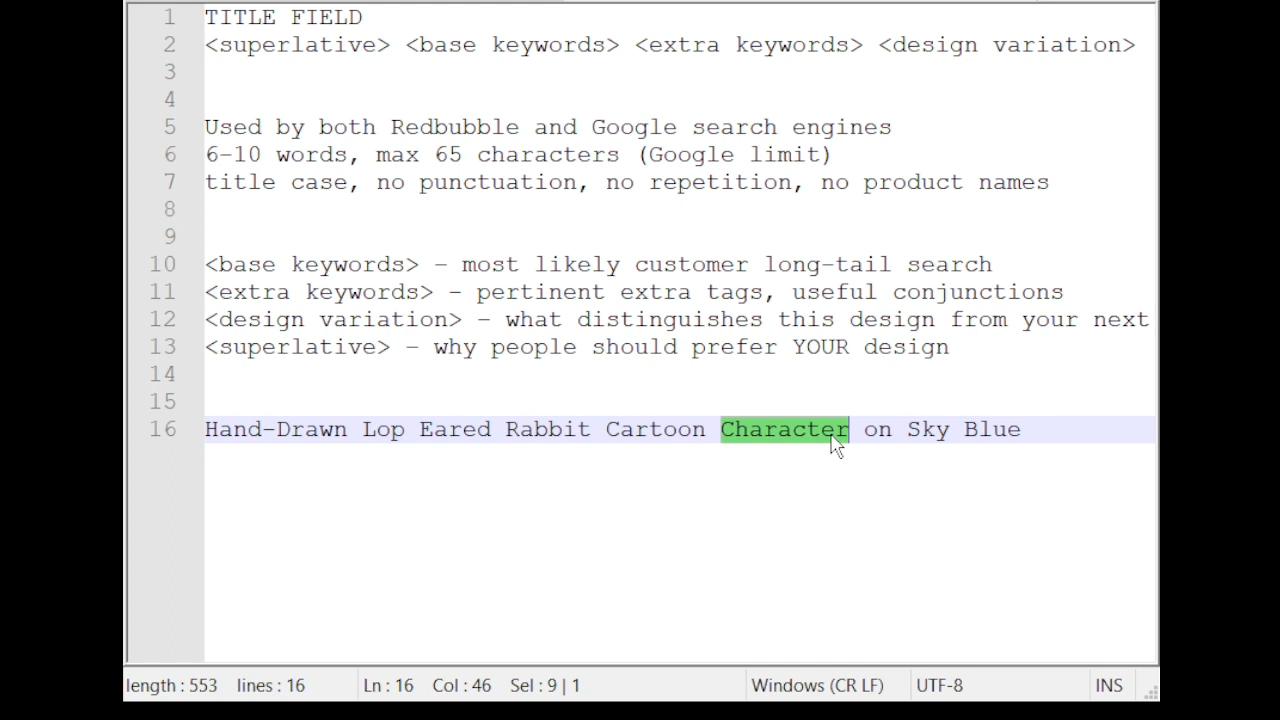 1 TITLE FIELD
2 <superlative> <base keywords> <extra keywords> <design variation>
3
4
5 Used by both Redbubble and Google search engines
6 6-10 words, max 65 characters (Google limit)
7 title case, no punctuation, no repetition, no product names
8
9
10 <base keywords> - most likely customer long-tail search
11 <extra keywords> - pertinent extra tags, useful conjunctions
12 <design variation> - what distinguishes this design from your next
13 <superlative> - why people should prefer YOUR design
14
15
16 Hand-Drawn Lop Eared Rabbit Cartoon Character on Sky Blue
length : 553 lines : 16 Ln : 16 Col : 46 Sel : 9 | 1 Windows (CR LF) UTF-8 INS